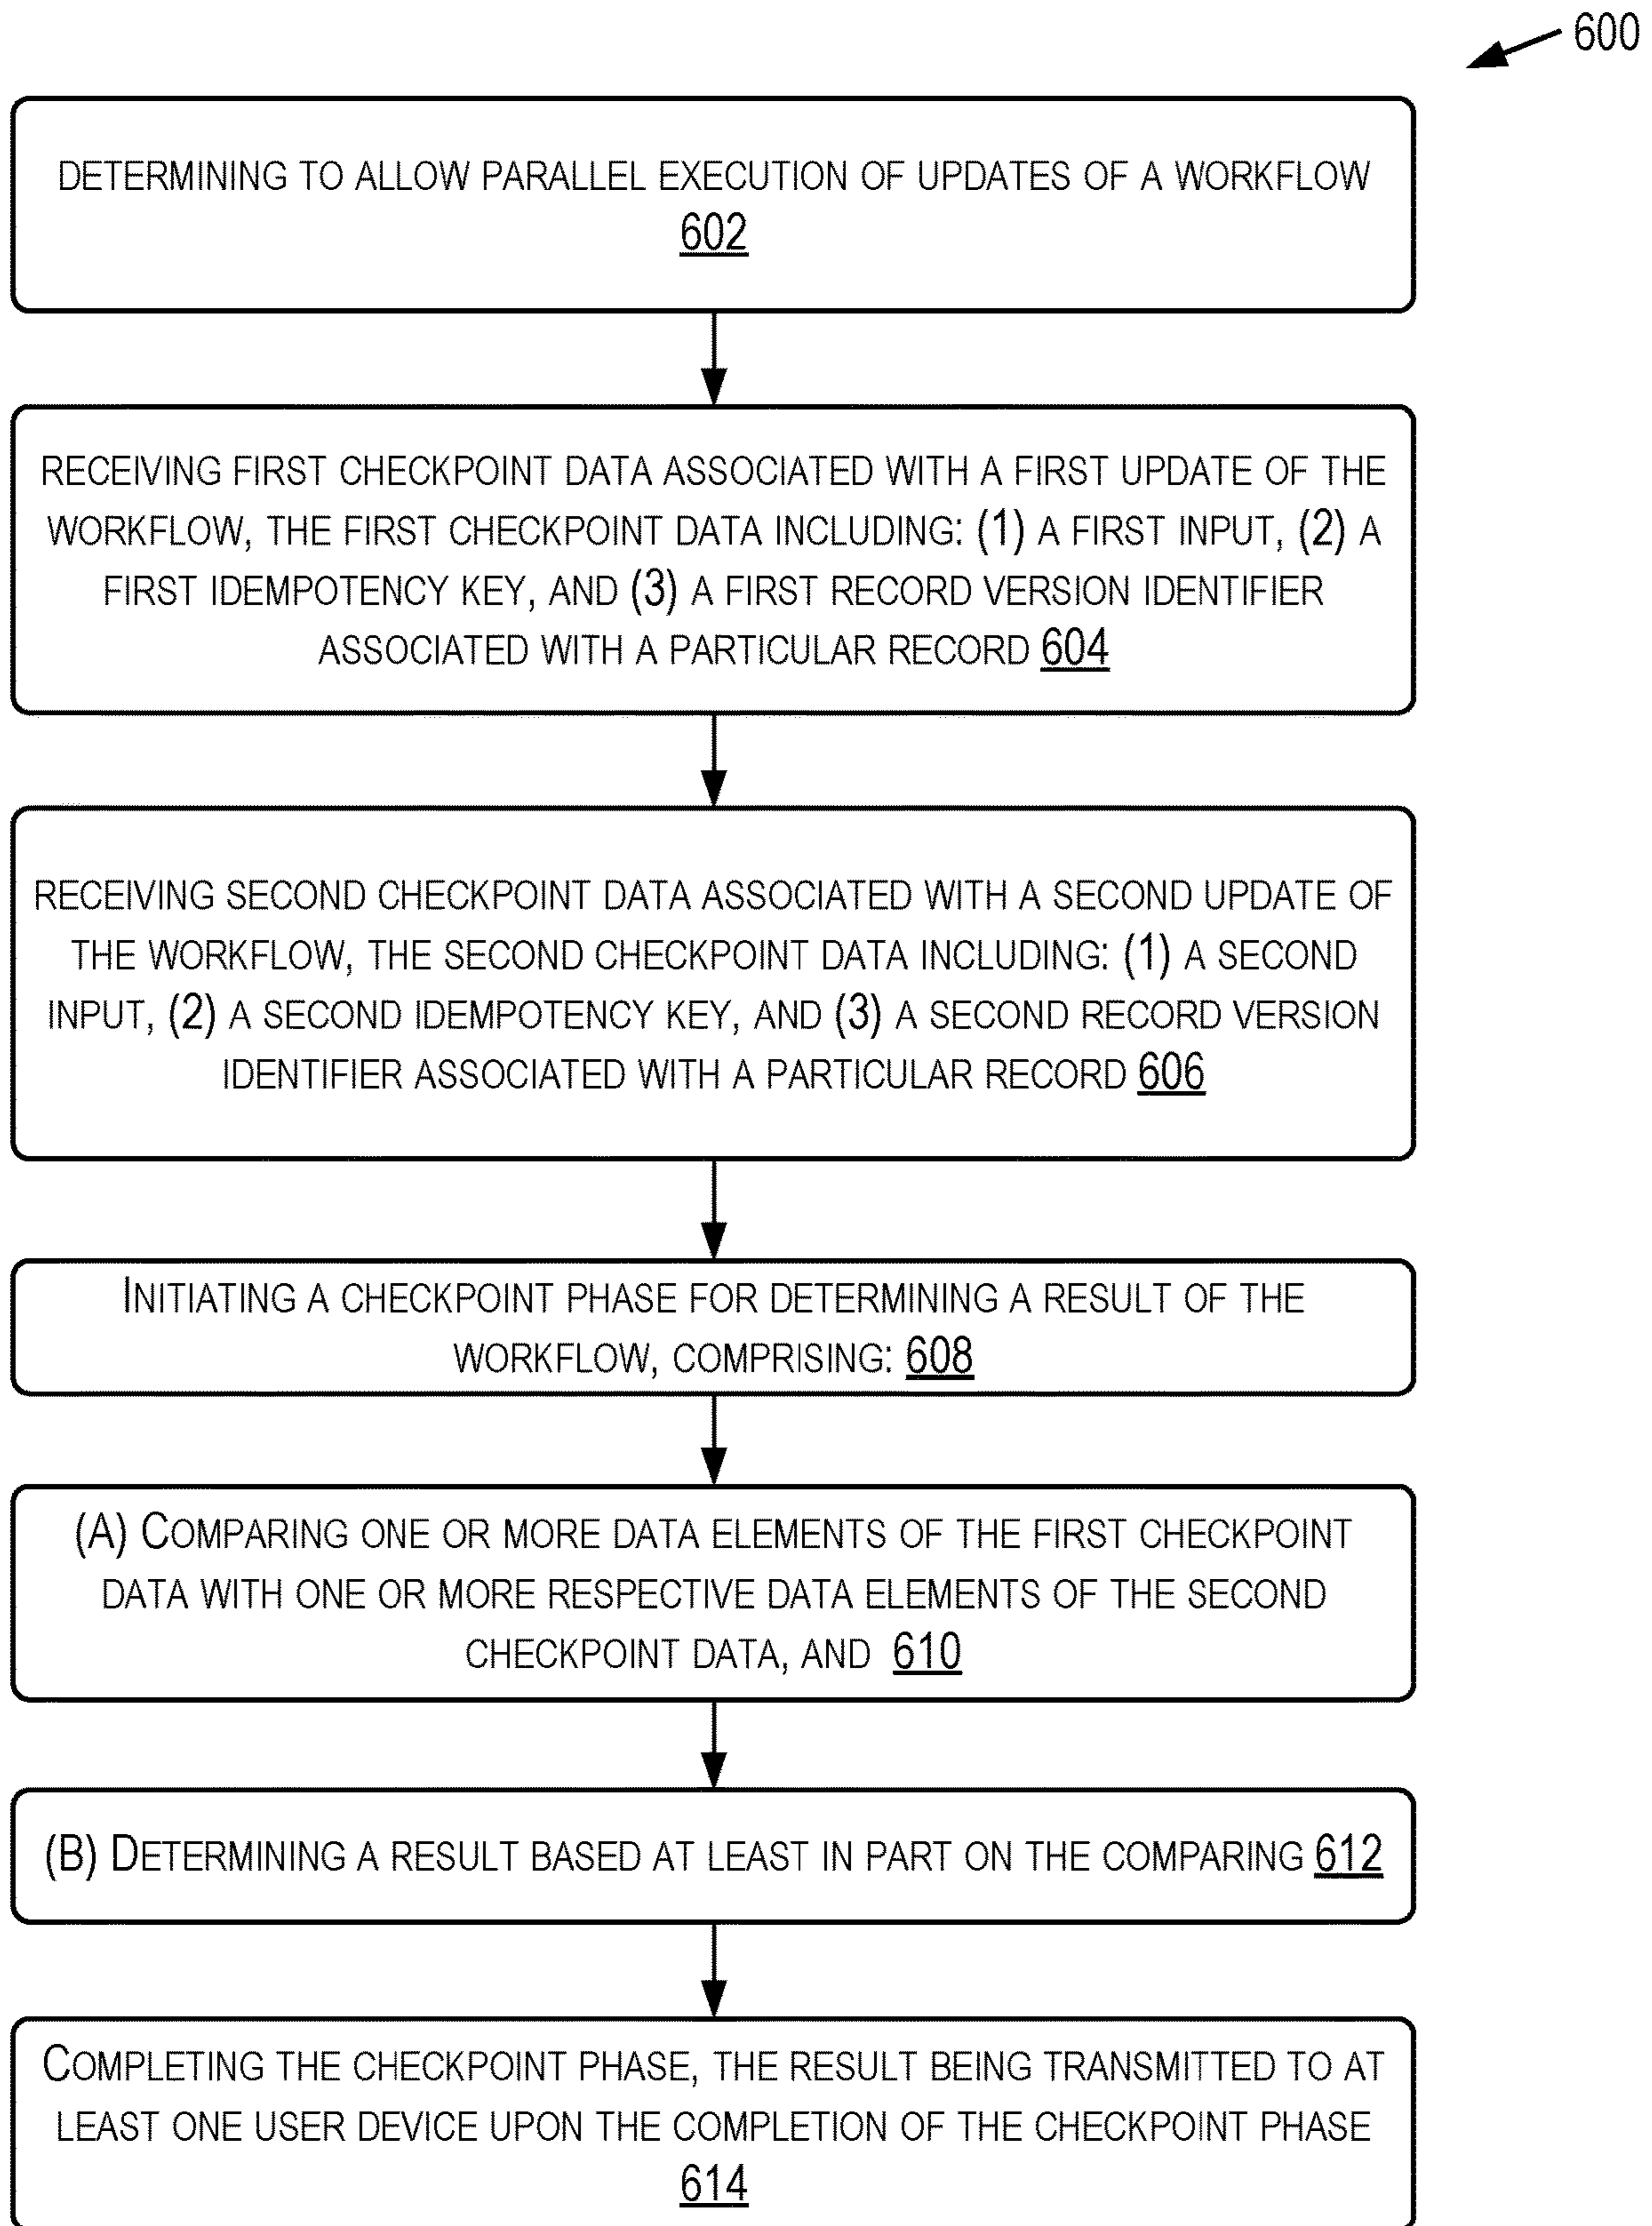 600
DETERMINING TO ALLOW PARALLEL EXECUTION OF UPDATES OF A WORKFLOW
602
RECEIVING FIRST CHECKPOINT DATA ASSOCIATED WITH A FIRST UPDATE OF THE
WORKFLOW, THE FIRST CHECKPOINT DATA INCLUDING: (1) A FIRST INPUT, (2) A
FIRST IDEMPOTENCY KEY, AND (3) A FIRST RECORD VERSION IDENTIFIER
ASSOCIATED WITH A PARTICULAR RECORD 604
RECEIVING SECOND CHECKPOINT DATA ASSOCIATED WITH A SECOND UPDATE OF
THE WORKFLOW, THE SECOND CHECKPOINT DATA INCLUDING: (1) A SECOND
INPUT, (2) A SECOND IDEMPOTENCY KEY, AND (3) A SECOND RECORD VERSION
IDENTIFIER ASSOCIATED WITH A PARTICULAR RECORD 606
INITIATING A CHECKPOINT PHASE FOR DETERMINING A RESULT OF THE
WORKFLOW, COMPRISING: 608
(A) COMPARING ONE OR MORE DATA ELEMENTS OF THE FIRST CHECKPOINT
DATA WITH ONE OR MORE RESPECTIVE DATA ELEMENTS OF THE SECOND
CHECKPOINT DATA, AND 610
(B) DETERMINING A RESULT BASED AT LEAST IN PART ON THE COMPARING 612
COMPLETING THE CHECKPOINT PHASE, THE RESULT BEING TRANSMITTED TO AT
LEAST ONE USER DEVICE UPON THE COMPLETION OF THE CHECKPOINT PHASE
614